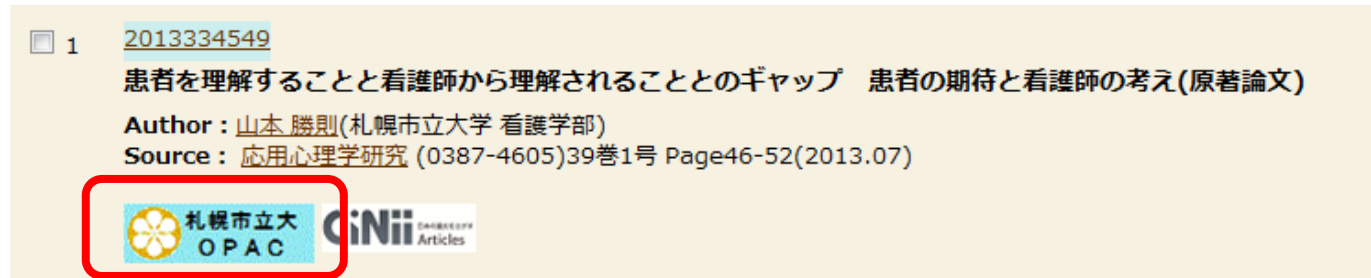 1 2013334549
患者を理解することと看護師から理解されることとのギャップ 患者の期待と看護師の考え(原著論文)
Author : 山本 勝則(札幌市立大学 看護学部)
Source : 応用心理学研究 (0387-4605)39巻1号 Page46-52(2013.07)
札幌市立大
OPAC
CiNii
Articles